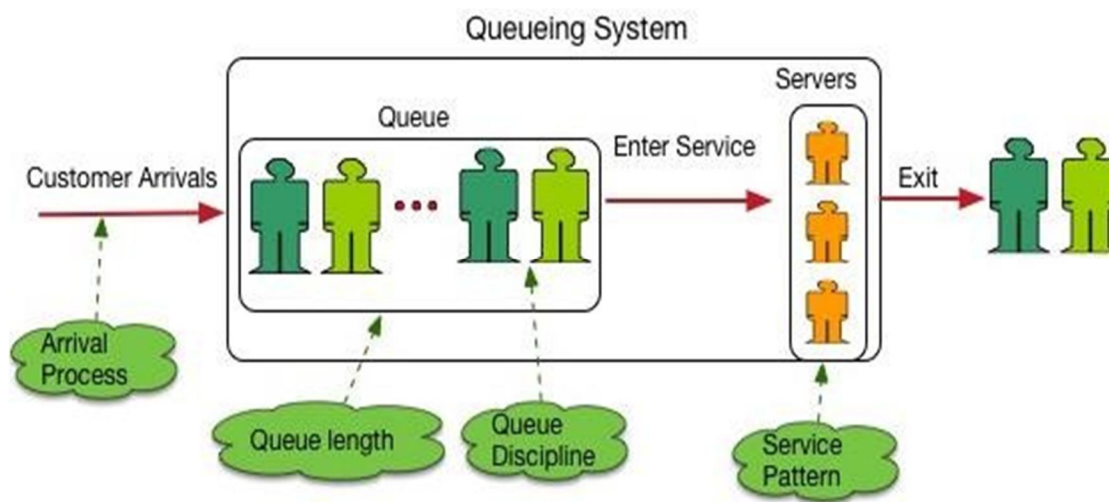 Queueing System
Servers
Queue
Enter Service
Customer Arrivals
Exit
Arrival
Process
Queue length
Queue
Discipline
Service
Pattern